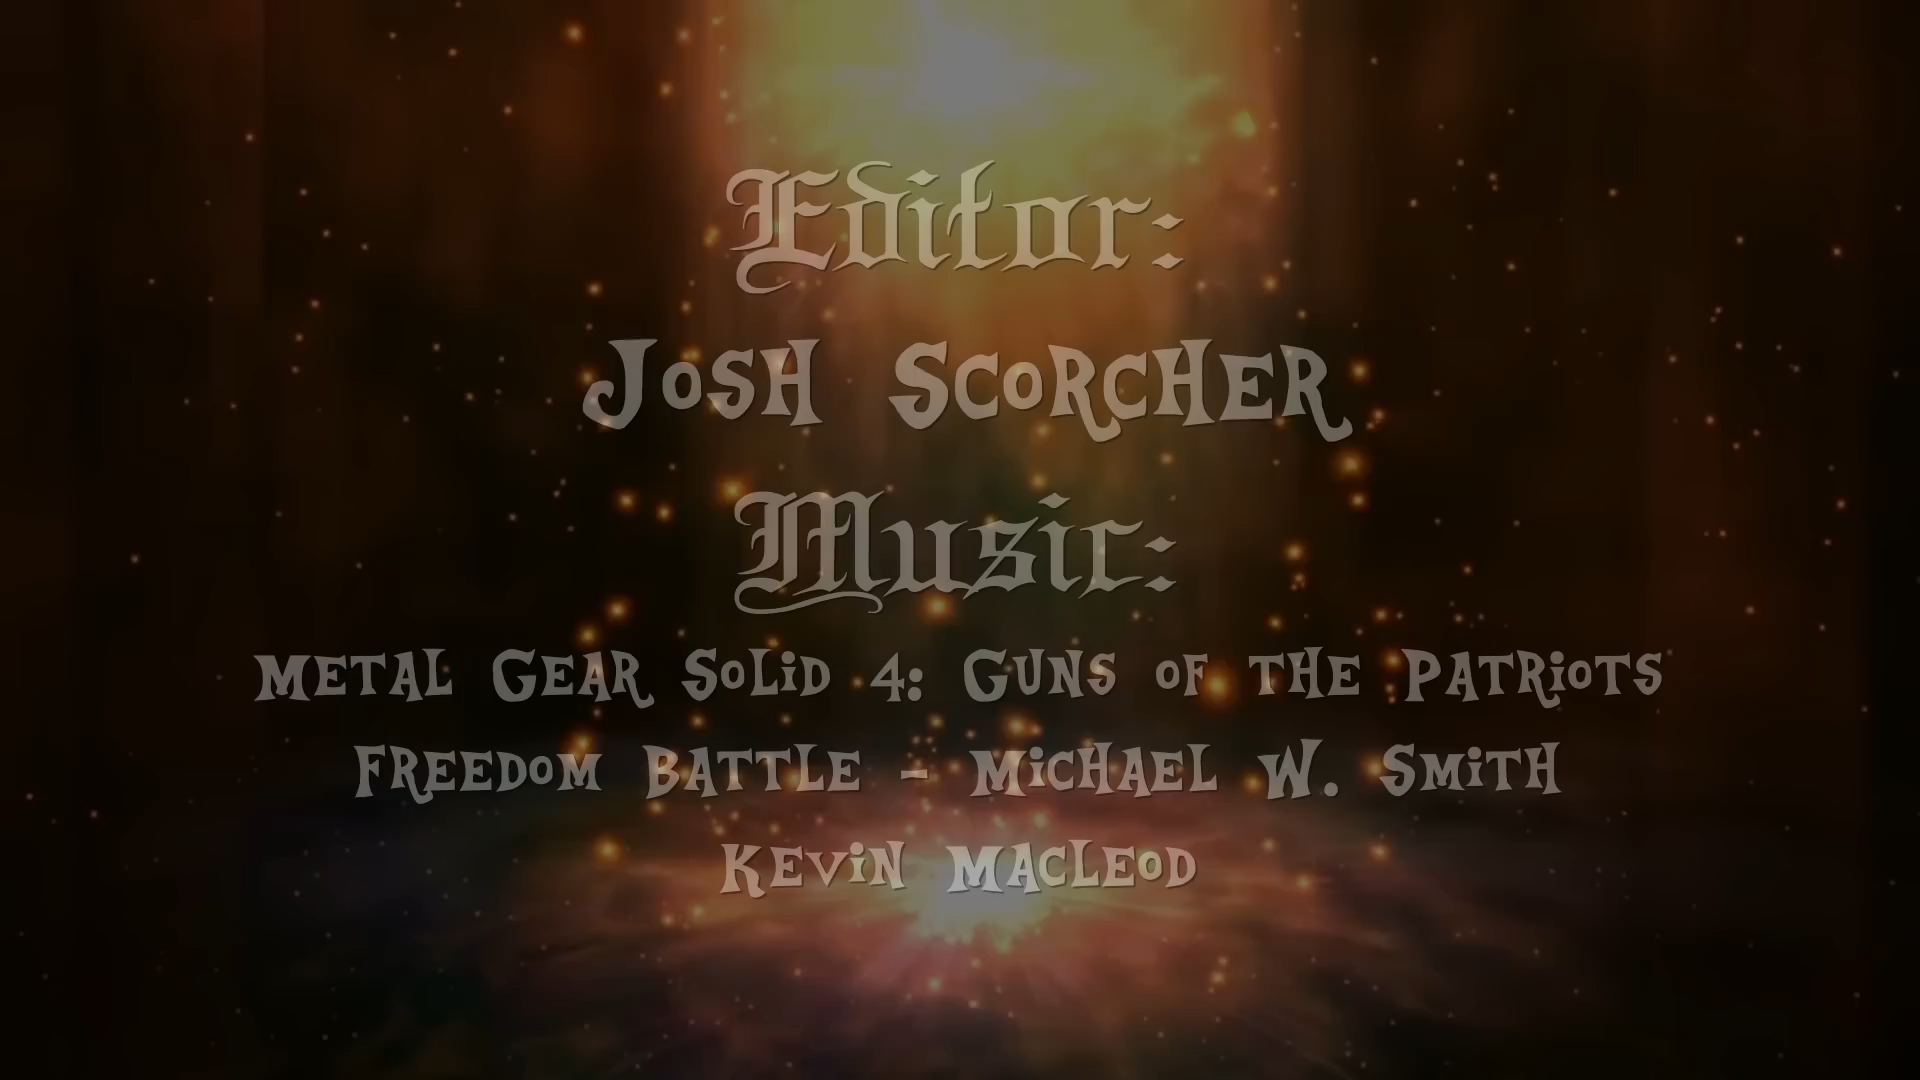 Editor:
Josh Scorcher
Music:
Metal Gear Solid 4: Guns of the Patriots
Freedom Battle - Michael W. Smith
Kevin MacLeod